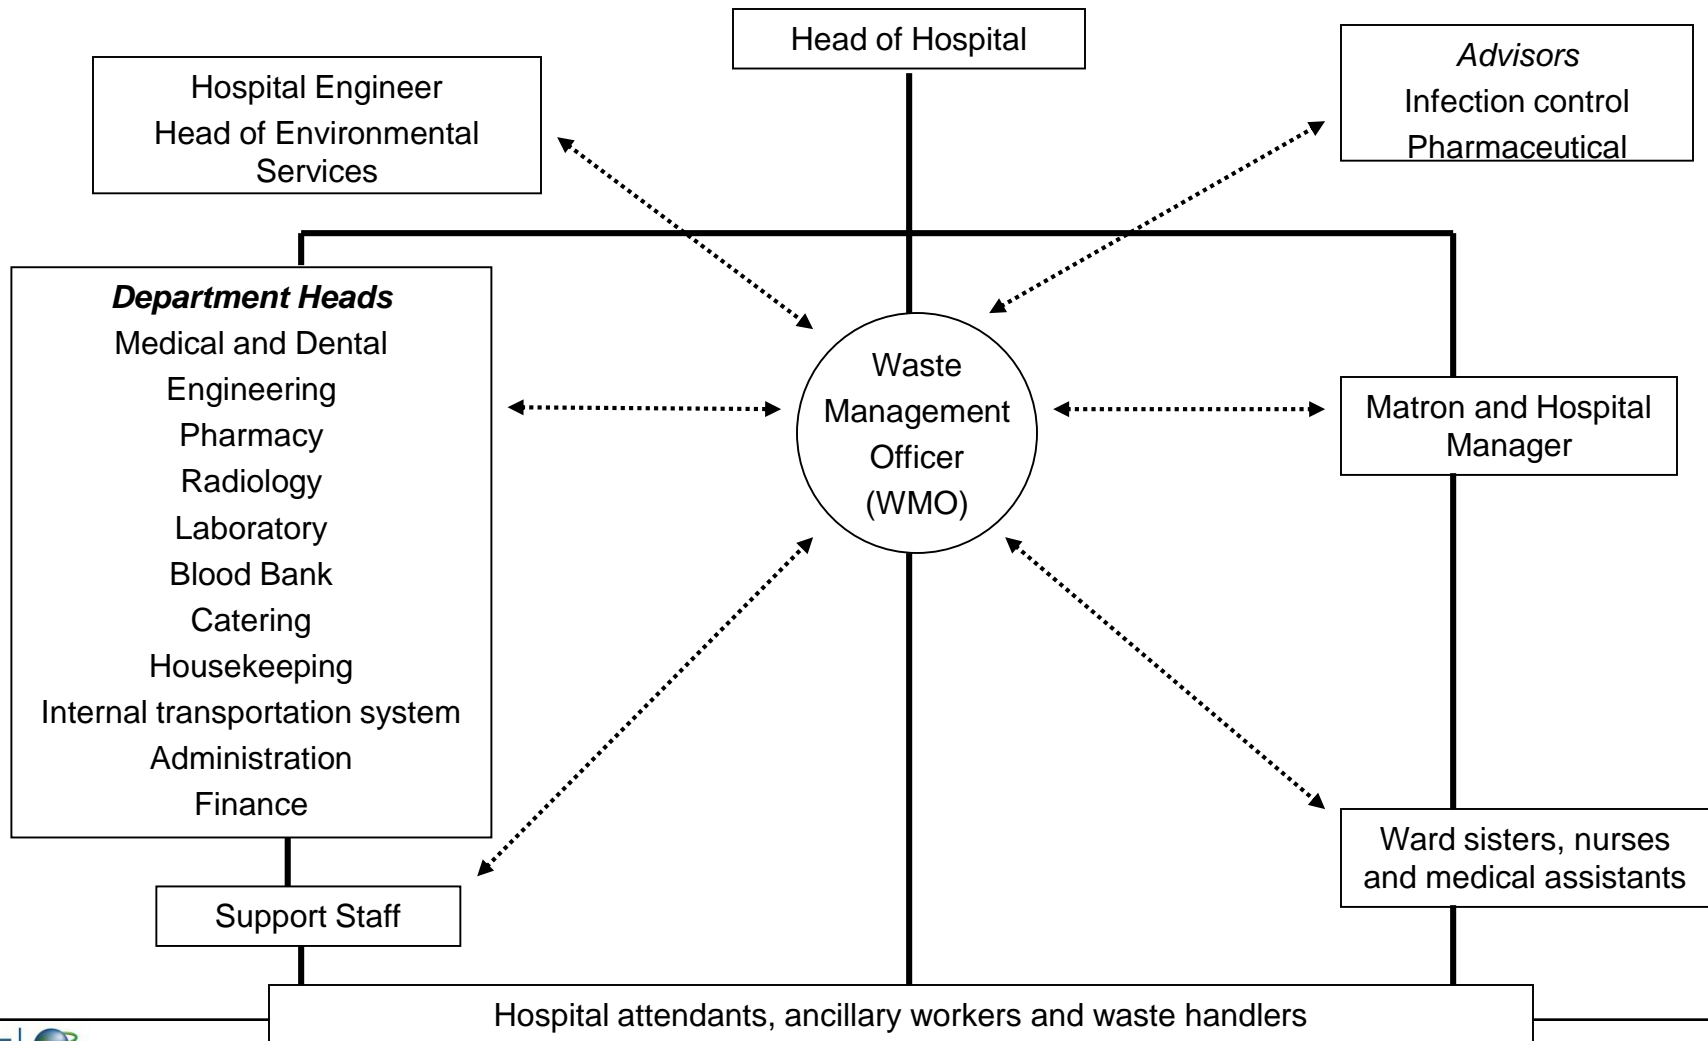 Head of Hospital
Hospital Engineer
Head of Environmental
Services
Advisors
Infection control
Pharmaceutical
Department Heads
Medical and Dental
Engineering
Pharmacy
Radiology
Laboratory
Blood Bank
Catering
Housekeeping
Internal transportation system
Administration
Finance
Waste
Management
Officer
(WMO)
Matron and Hospital
Manager
Ward sisters, nurses
and medical assistants
Support Staff
Hospital attendants, ancillary workers and waste handlers